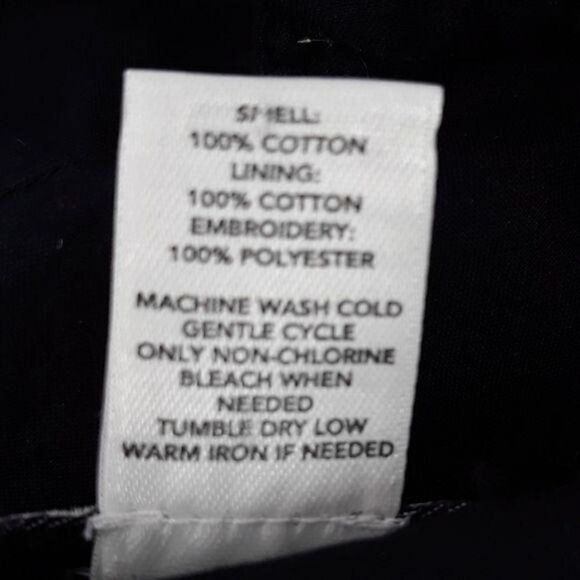 SHELL:
100% COTTON
LINING:
100% COTTON
EMBROIDERY:
100% POLYESTER
MACHINE WASH COLD
GENTLE CYCLE
ONLY NON-CHLORINE
BLEACH WHEN
NEEDED
TUMBLE DRY LOW
WARM IRON IF NEEDED